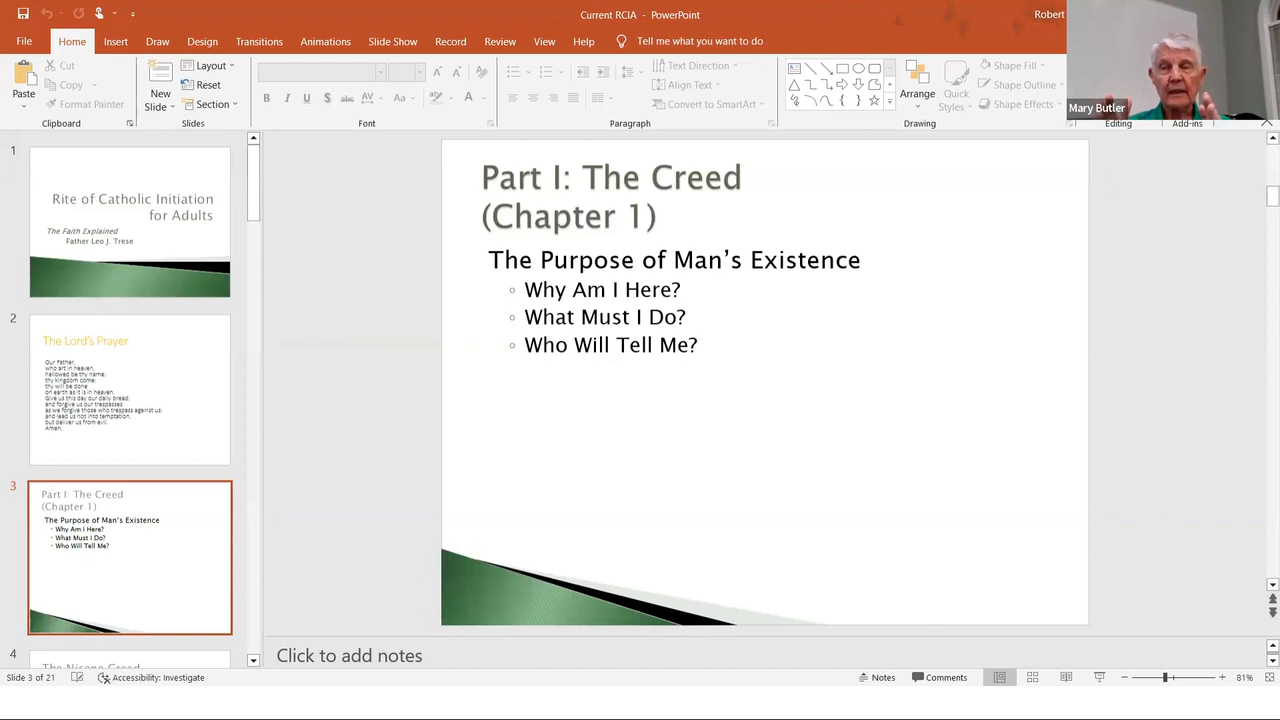 Current RCIA - PowerPoint
Robert
File Home Insert Draw Design Transitions Animations Slide Show Record Review View Help Tell me what you want to do
Paste
Cut
Copy
Format Painter
Clipboard
New
Slide
Layout
Reset
Section
Slides
B I U S abc AV Aa A
Font
Text Direction
Align Text
Convert to SmartArt
Paragraph
Arrange
Quick
Styles
Shape Fill
Shape Outline
Shape Effects
Drawing
Editing
Add-ins
Mary Butler
1
Rite of Catholic Initiation
for Adults
The Faith Explained
Father Leo J. Trese
2
The Lord's Prayer
Our Father,
who art in heaven,
hallowed be thy name;
thy kingdom come;
thy will be done
on earth as it is in heaven.
Give us this day our daily bread;
and forgive us our trespasses
as we forgive those who trespass against us;
and lead us not into temptation,
but deliver us from evil.
Amen.
3
Part I: The Creed
(Chapter 1)
The Purpose of Man's Existence
Why Am I Here?
What Must I Do?
Who Will Tell Me?
4
The Nicene Creed
Part I: The Creed
(Chapter 1)
The Purpose of Man's Existence
Why Am I Here?
What Must I Do?
Who Will Tell Me?
Click to add notes
Slide 3 of 21 Accessibility: Investigate Notes Comments 81%